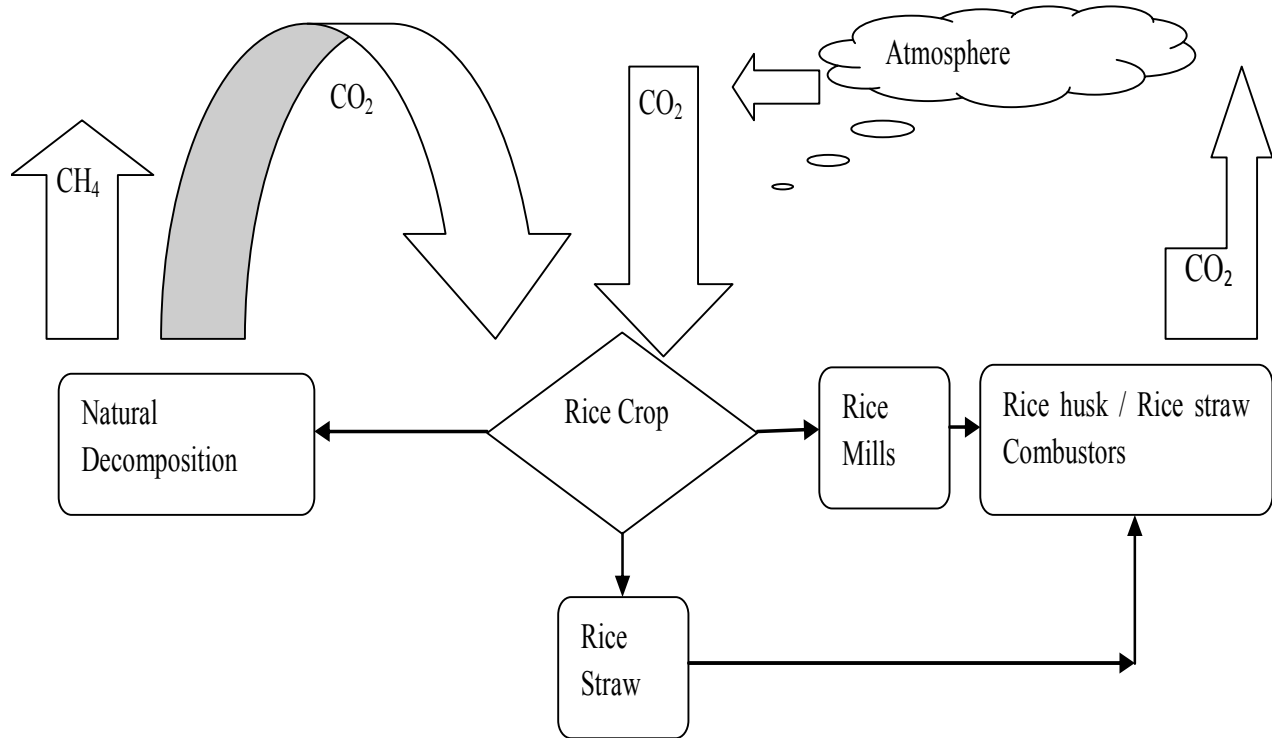 Atmosphere
CO₂
CO₂
CH₄
CO₂
Natural
Decomposition
Rice Crop
Rice
Mills
Rice husk / Rice straw
Combustors
Rice
Straw